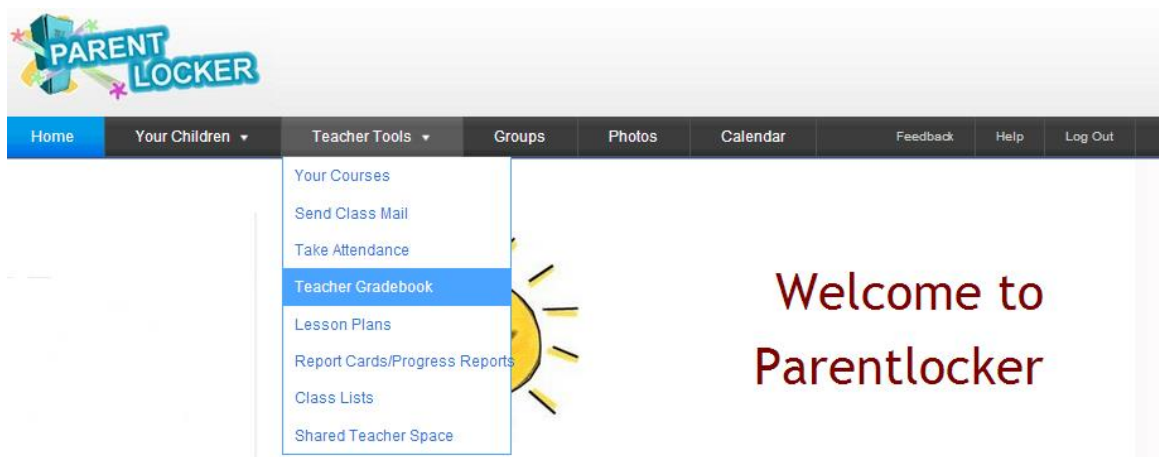 PARENT
LOCKER
Home Your Children Teacher Tools Groups Photos Calendar Feedback Help Log Out
Your Courses
Send Class Mail
Take Attendance
Teacher Gradebook
Lesson Plans
Report Cards/Progress Reports
Class Lists
Shared Teacher Space
Welcome to
Parentlocker